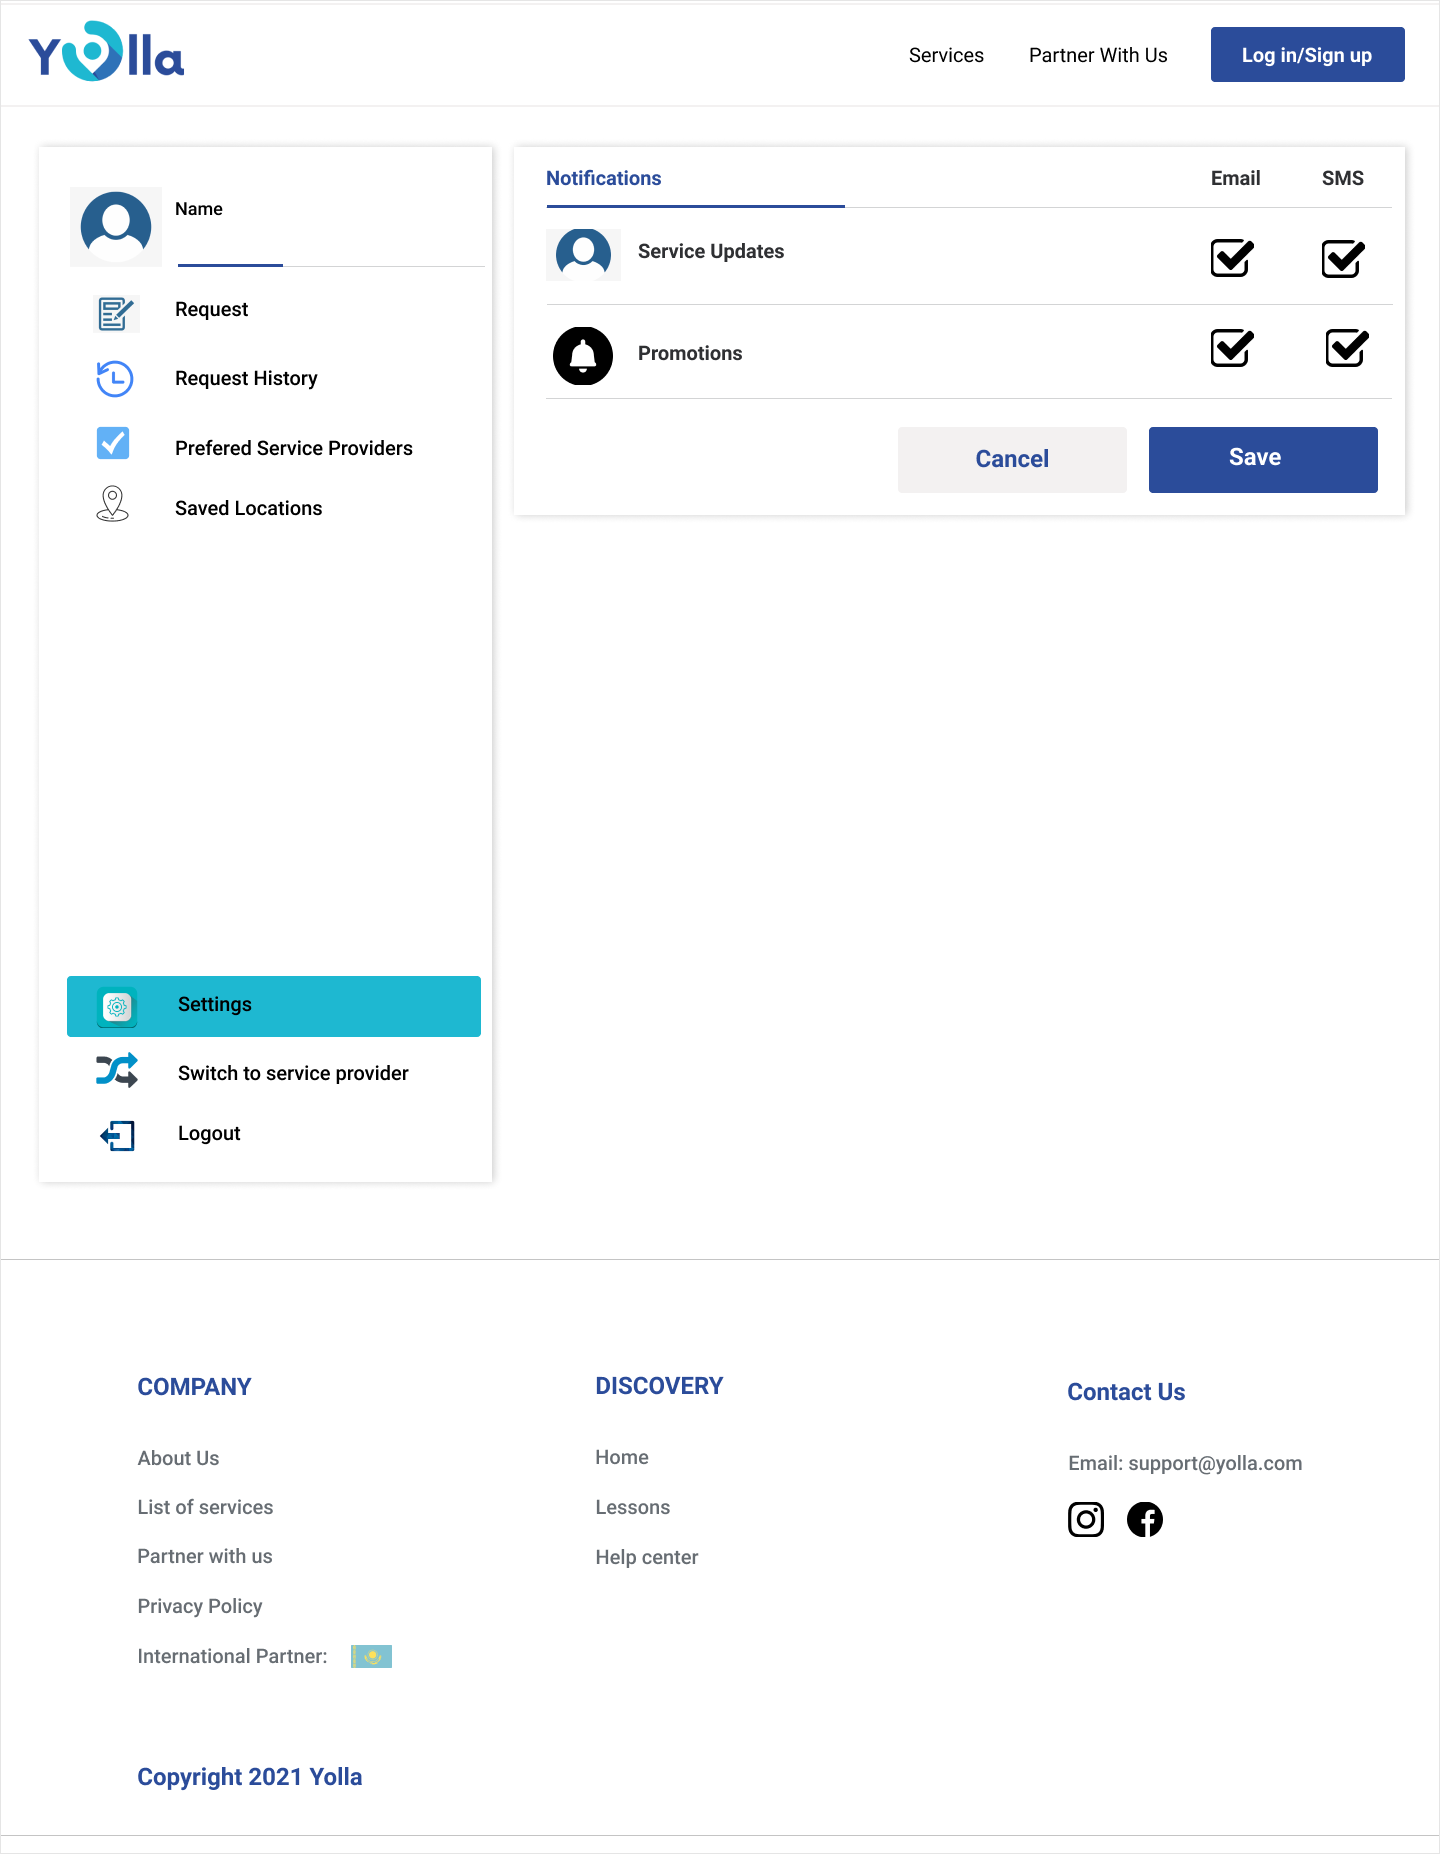 Yolla
Services
Partner With Us
Log in/Sign up
Name
Request
Request History
Prefered Service Providers
Saved Locations
Settings
Switch to service provider
Logout
Notifications
Email
SMS
Service Updates
Promotions
Cancel
Save
COMPANY
About Us
List of services
Partner with us
Privacy Policy
International Partner:
DISCOVERY
Home
Lessons
Help center
Contact Us
Email: support@yolla.com
Copyright 2021 Yolla